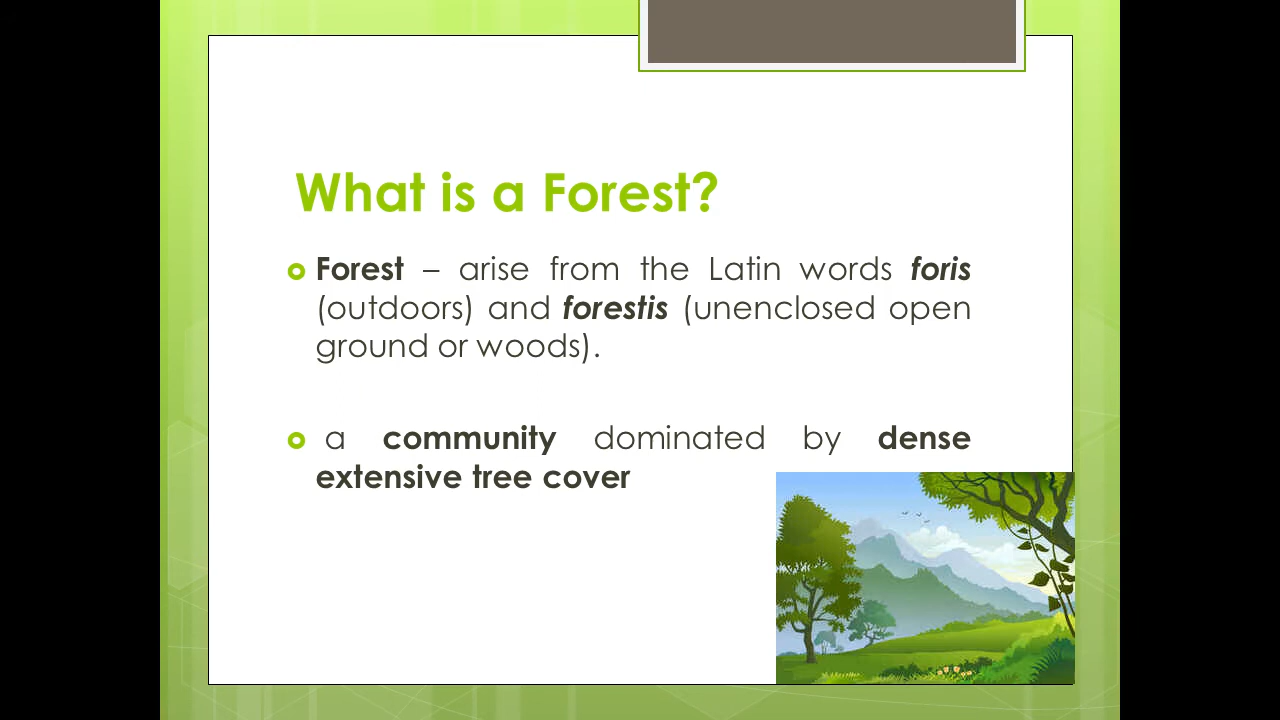 What is a Forest?
Forest – arise from the Latin words foris
(outdoors) and forestis (unenclosed open
ground or woods).
a community dominated by dense
extensive tree cover